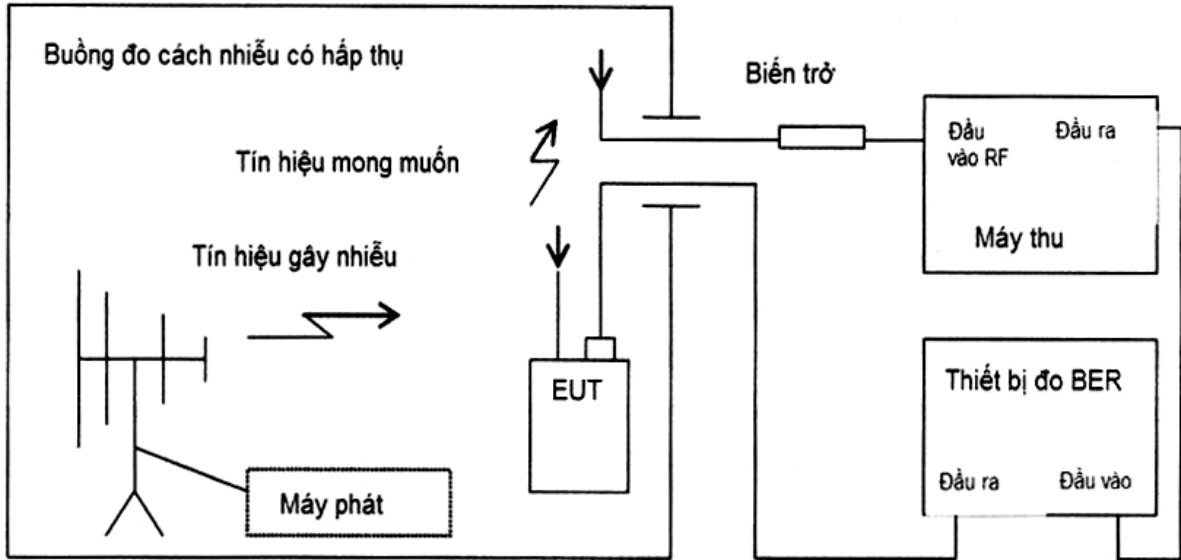 Buồng đo cách nhiễu có hấp thụ
Biến trở
Đầu
vào RF
Đầu ra
Tín hiệu mong muốn
Máy thu
Tín hiệu gây nhiễu
EUT
Thiết bị đo BER
Đầu ra
Đầu vào
Máy phát